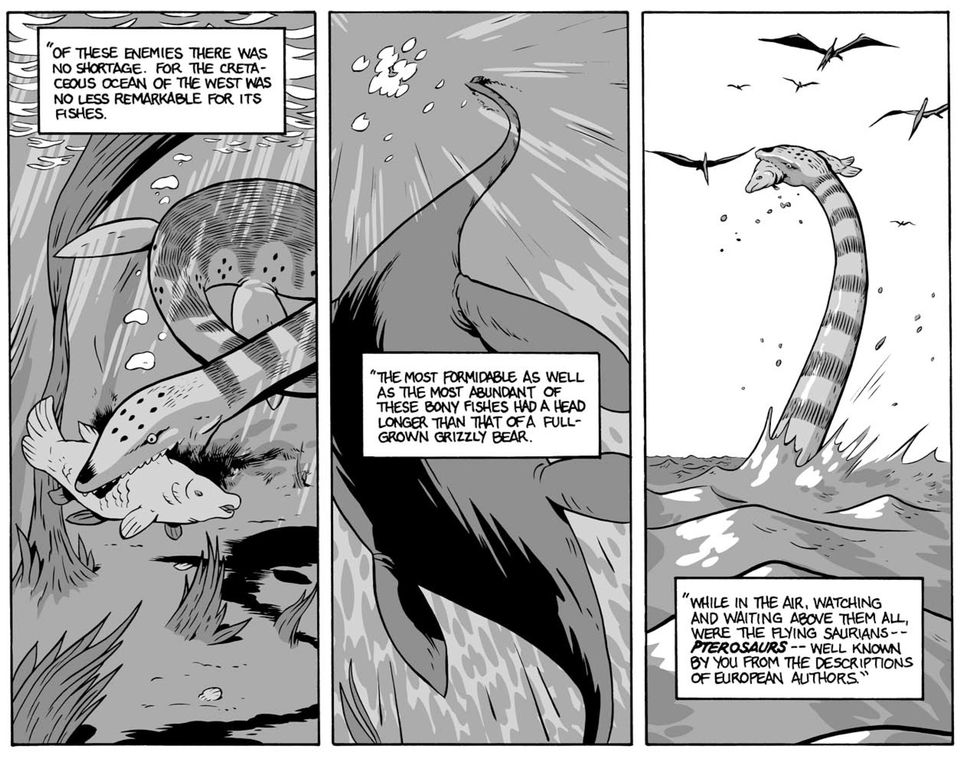 "OF THESE ENEMIES THERE WAS
NO SHORTAGE. FOR THE CRETA-
CEOUS OCEAN OF THE WEST WAS
NO LESS REMARKABLE FOR ITS
FISHES.
"THE MOST FORMIDABLE AS WELL
AS THE MOST ABUNDANT OF
THESE BONY FISHES HAD A HEAD
LONGER THAN THAT OF A FULL-
GROWN GRIZZLY BEAR.
"WHILE IN THE AIR, WATCHING
AND WAITING ABOVE THEM ALL,
WERE THE FLYING SAURIANS--
PTEROSAURS -- WELL KNOWN
BY YOU FROM THE DESCRIPTIONS
OF EUROPEAN AUTHORS."